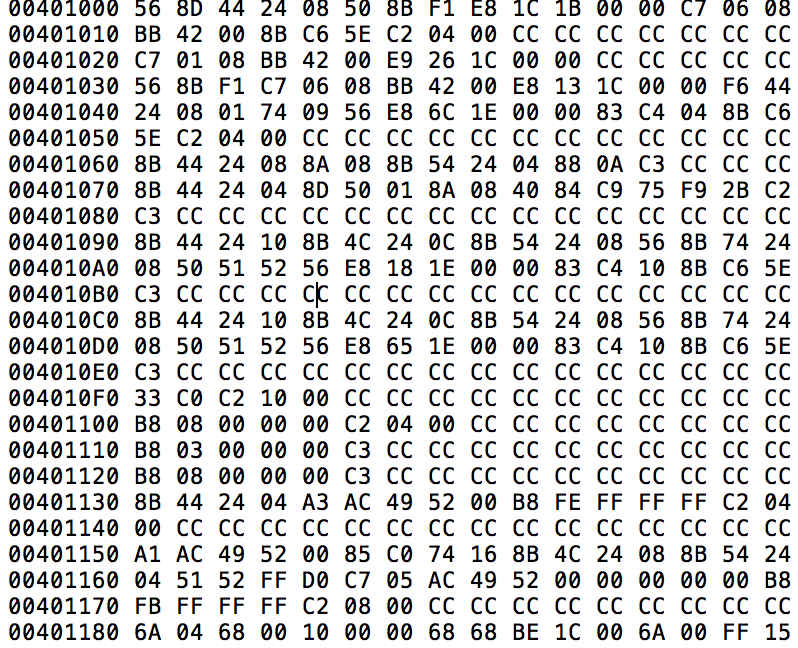 00401000 56 8D 44 24 08 50 8B F1 E8 1C 1B 00 00 C7 06 08
00401010 BB 42 00 8B C6 5E C2 04 00 CC CC CC CC CC CC CC
00401020 C7 01 08 BB 42 00 E9 26 1C 00 00 CC CC CC CC CC
00401030 56 8B F1 C7 06 08 BB 42 00 E8 13 1C 00 00 F6 44
00401040 24 08 01 74 09 56 E8 6C 1E 00 00 83 C4 04 8B C6
00401050 5E C2 04 00 CC CC CC CC CC CC CC CC CC CC CC CC
00401060 8B 44 24 08 8A 08 8B 54 24 04 88 0A C3 CC CC CC
00401070 8B 44 24 04 8D 50 01 8A 08 40 84 C9 75 F9 2B C2
00401080 C3 CC CC CC CC CC CC CC CC CC CC CC CC CC CC CC
00401090 8B 44 24 10 8B 4C 24 0C 8B 54 24 08 56 8B 74 24
004010A0 08 50 51 52 56 E8 18 1E 00 00 83 C4 10 8B C6 5E
004010B0 C3 CC CC CC CC CC CC CC CC CC CC CC CC CC CC CC
004010C0 8B 44 24 10 8B 4C 24 0C 8B 54 24 08 56 8B 74 24
004010D0 08 50 51 52 56 E8 65 1E 00 00 83 C4 10 8B C6 5E
004010E0 C3 CC CC CC CC CC CC CC CC CC CC CC CC CC CC CC
004010F0 33 C0 C2 10 00 CC CC CC CC CC CC CC CC CC CC CC
00401100 B8 08 00 00 00 C2 04 00 CC CC CC CC CC CC CC CC
00401110 B8 03 00 00 00 C3 CC CC CC CC CC CC CC CC CC CC
00401120 B8 08 00 00 00 C3 CC CC CC CC CC CC CC CC CC CC
00401130 8B 44 24 04 A3 AC 49 52 00 B8 FE FF FF FF C2 04
00401140 00 CC CC CC CC CC CC CC CC CC CC CC CC CC CC CC
00401150 A1 AC 49 52 00 85 C0 74 16 8B 4C 24 08 8B 54 24
00401160 04 51 52 FF D0 C7 05 AC 49 52 00 00 00 00 00 B8
00401170 FB FF FF FF C2 08 00 CC CC CC CC CC CC CC CC CC
00401180 6A 04 68 00 10 00 00 68 68 BE 1C 00 6A 00 FF 15